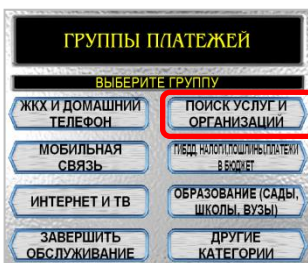 ГРУППЫ ПЛАТЕЖЕЙ
ВЫБЕРИТЕ ГРУППУ
ЖКХ И ДОМАШНИЙ
ТЕЛЕФОН
ПОИСК УСЛУГ И
ОРГАНИЗАЦИЙ
МОБИЛЬНАЯ
СВЯЗЬ
ГИБДД, НАЛОГИ,ПОШЛИНЫ,ПЛАТЕЖИ
В БЮДЖЕТ
ИНТЕРНЕТ И ТВ
ОБРАЗОВАНИЕ (САДЫ,
ШКОЛЫ, ВУЗЫ)
ЗАВЕРШИТЬ
ОБСЛУЖИВАНИЕ
ДРУГИЕ
КАТЕГОРИИ